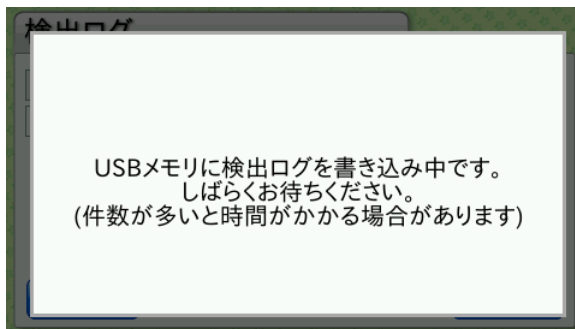 検出ログ
USBメモリに検出ログを書き込み中です。
しばらくお待ちください。
(件数が多いと時間がかかる場合があります)